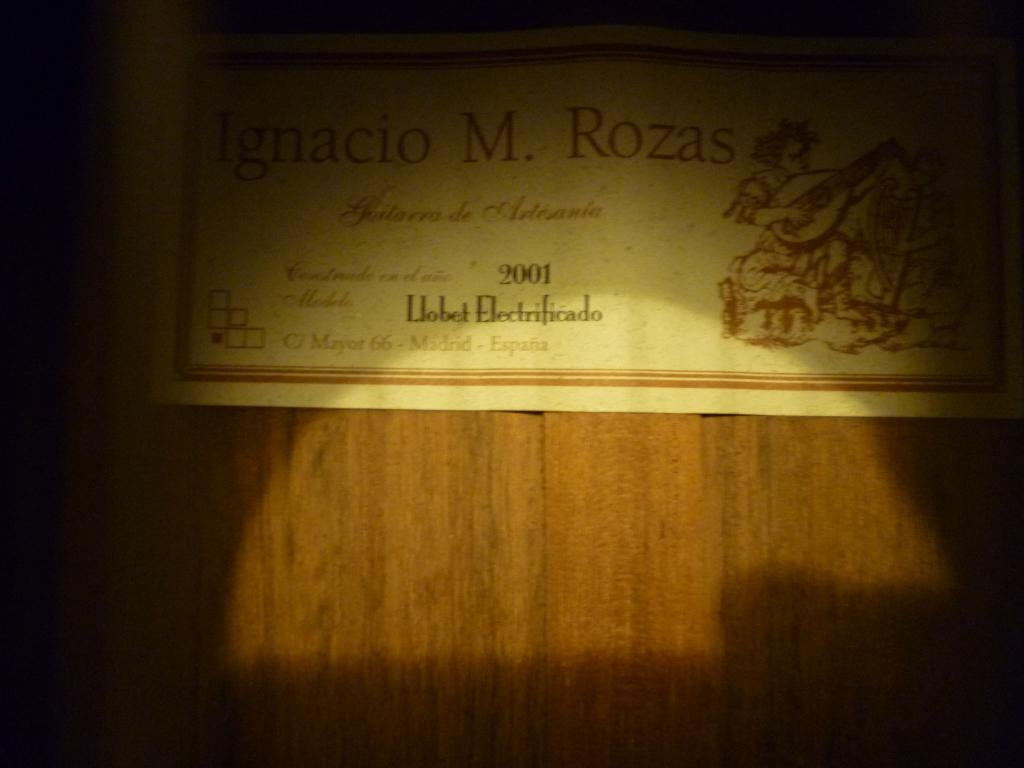 Ignacio M. Rozas
Guitarra de Artesanía
Construido en el año 2001
Modelo Llobet Electrificado
C/ Mayor 66 - Madrid - España